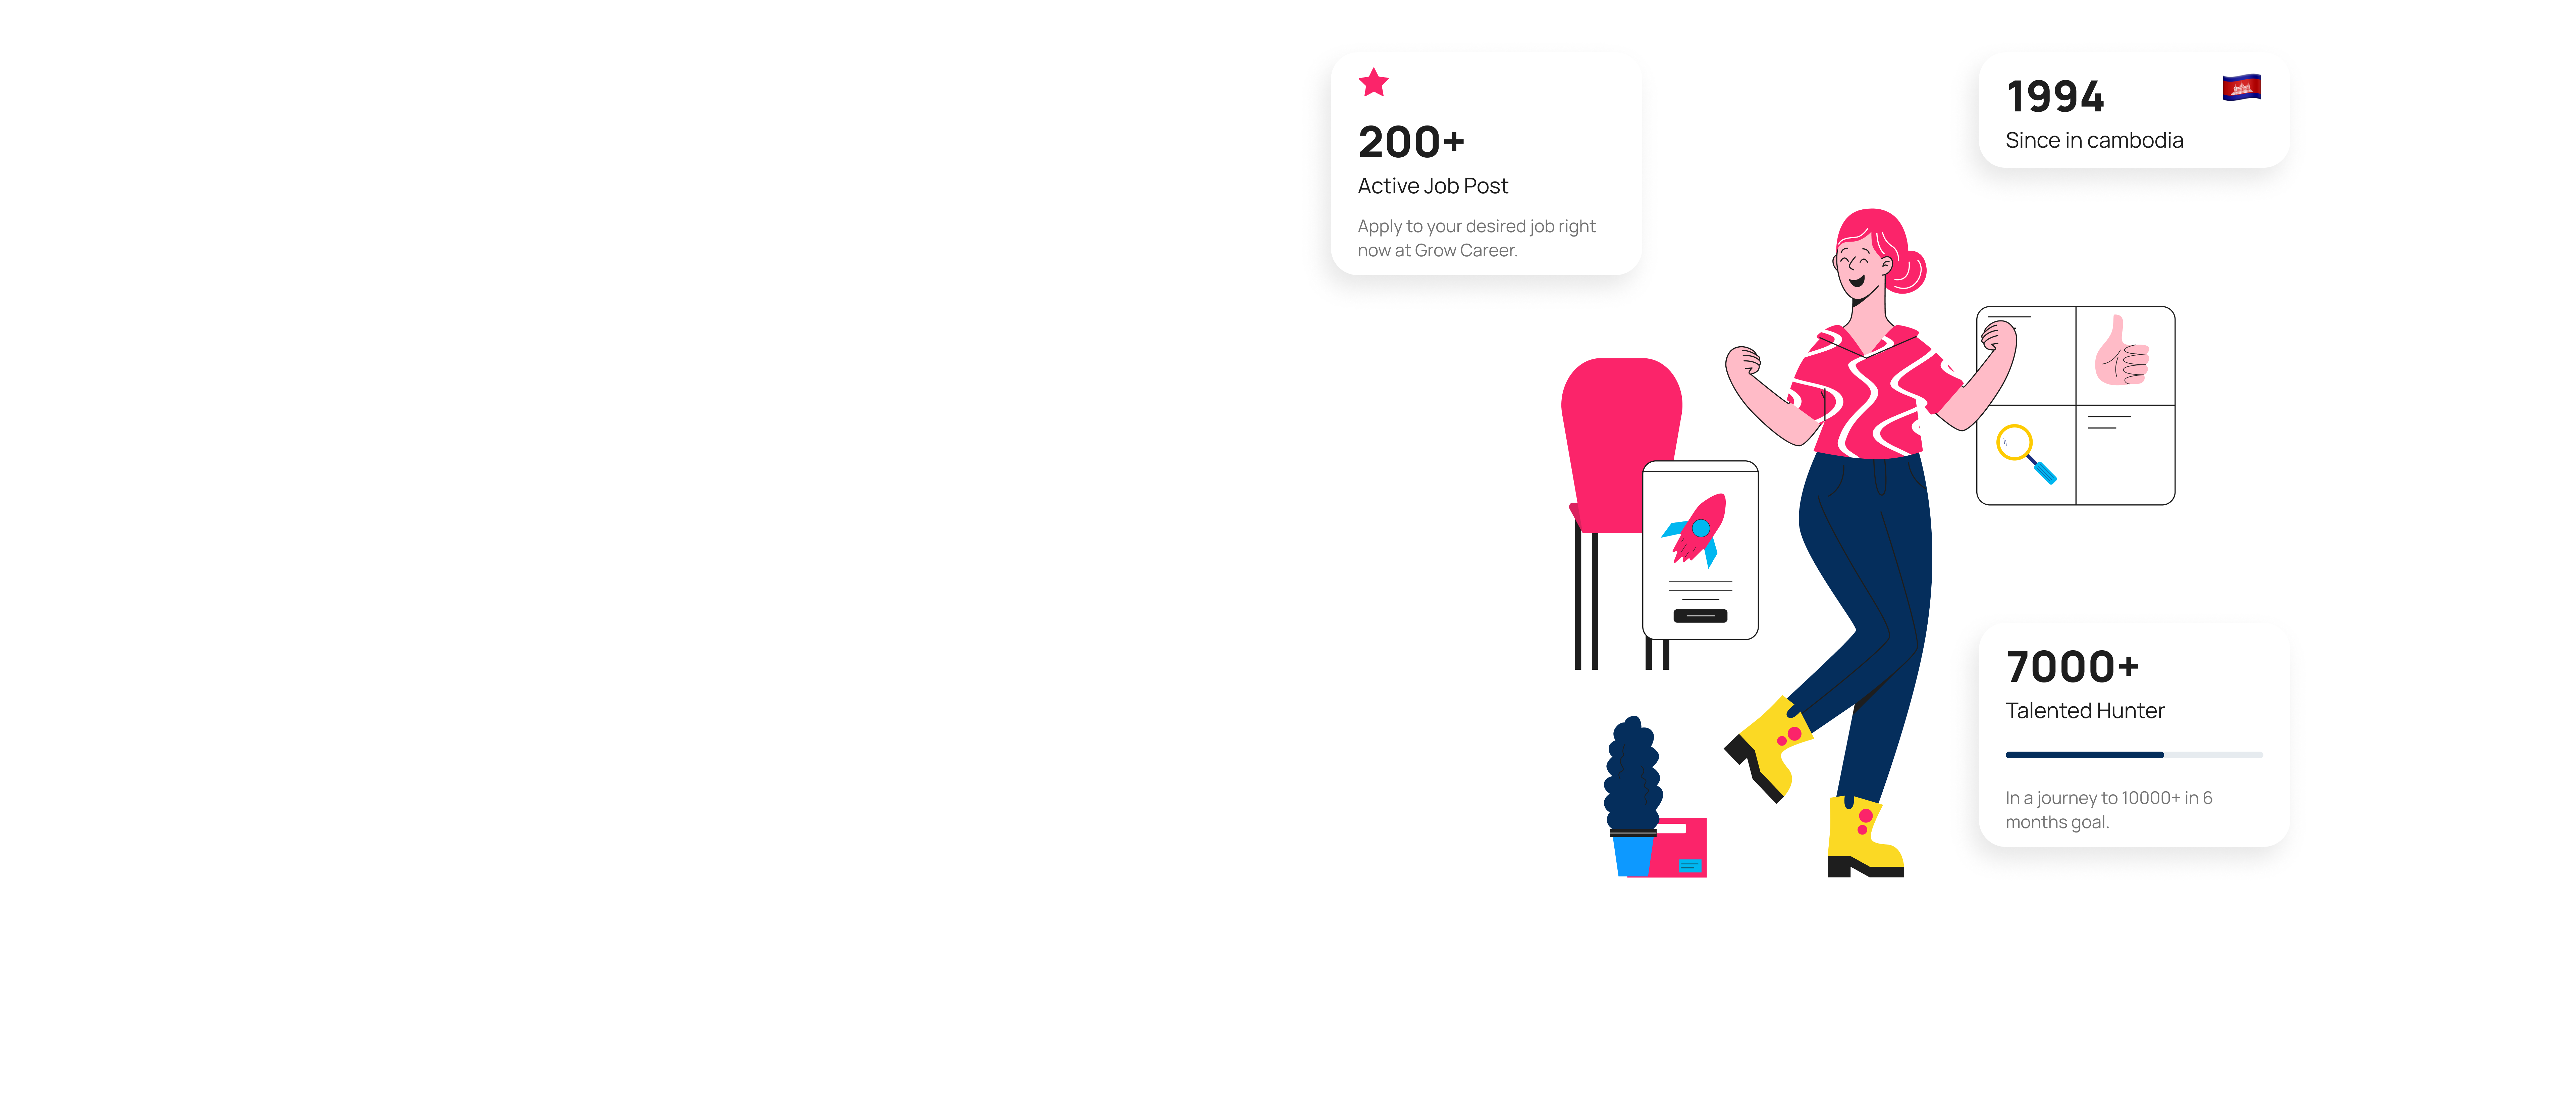 200+
Active Job Post
Apply to your desired job right
now at Grow Career.
1994
Since in cambodia
7000+
Talented Hunter
In a journey to 10000+ in 6
months goal.